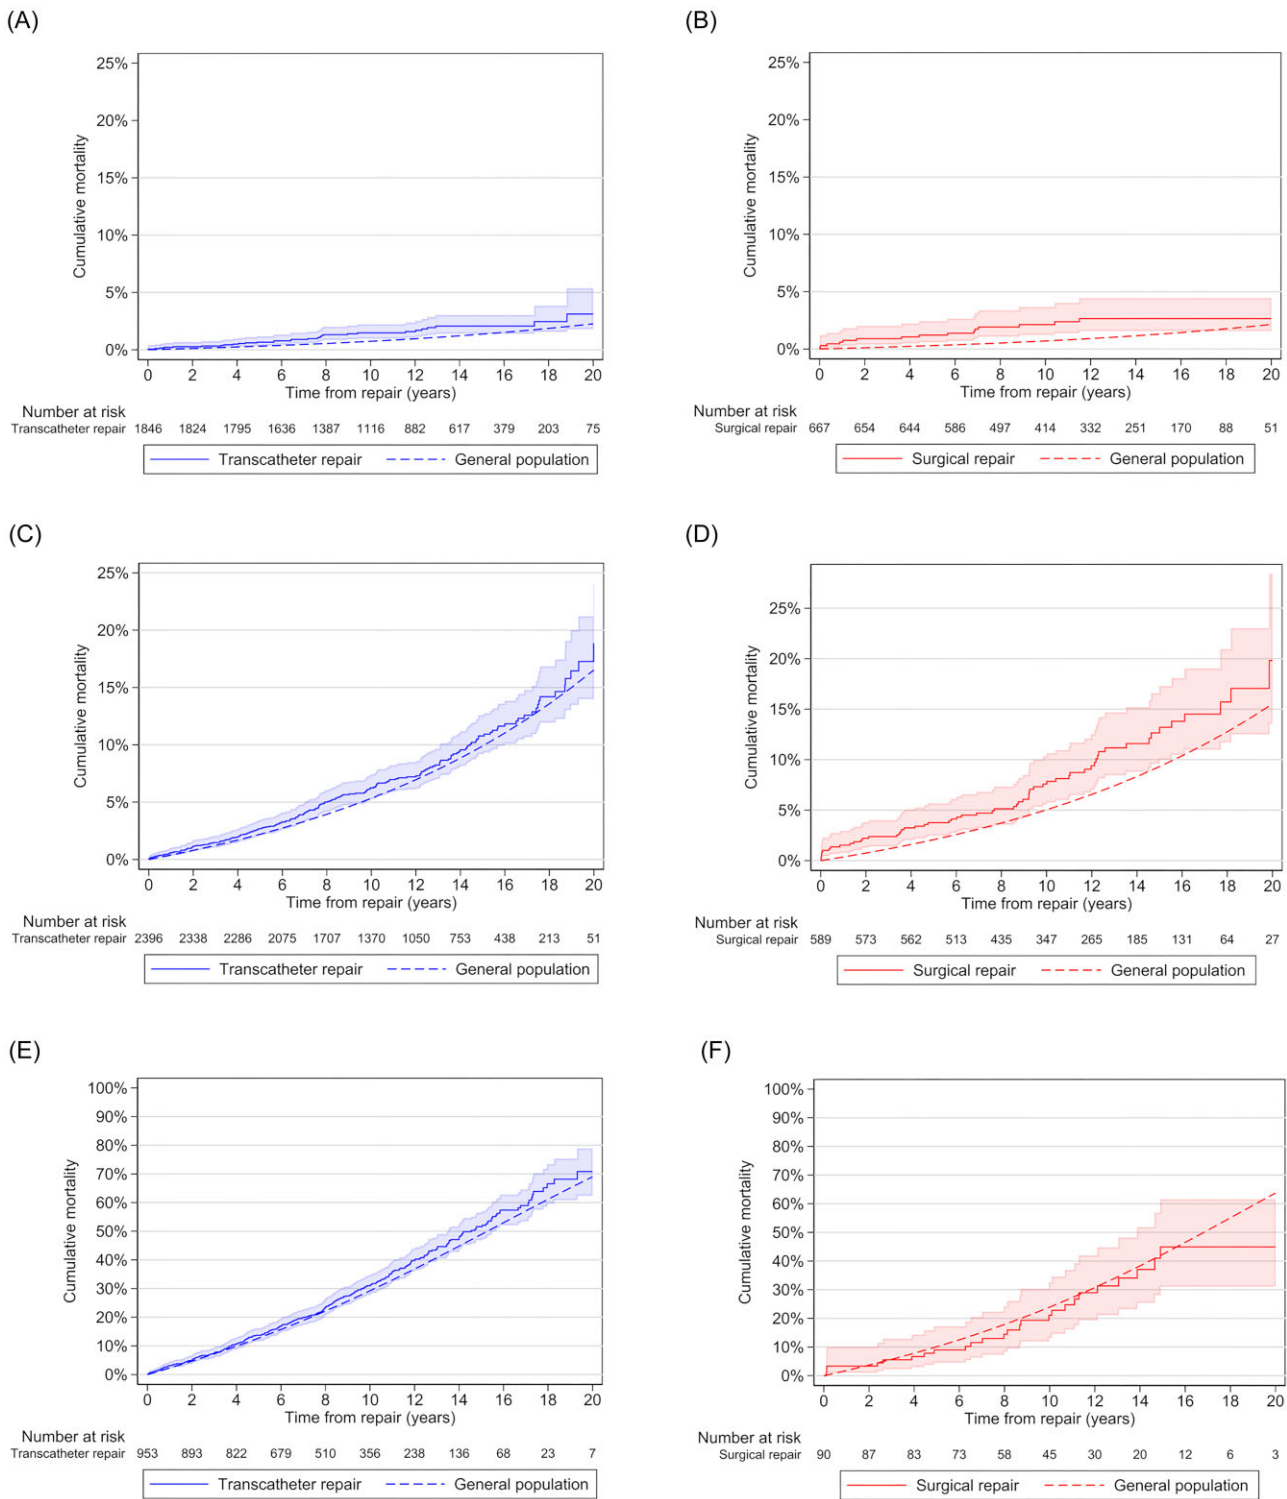 (A)
25%
20%
15%
10%
5%
0%
Cumulative mortality
0 2 4 6 8 10 12 14 16 18 20
Time from repair (years)
Number at risk
Transcatheter repair 1846 1824 1795 1636 1387 1116 882 617 379 203 75
Transcatheter repair General population
(B)
25%
20%
15%
10%
5%
0%
Cumulative mortality
0 2 4 6 8 10 12 14 16 18 20
Time from repair (years)
Number at risk
Surgical repair 667 654 644 586 497 414 332 251 170 88 51
Surgical repair General population
(C)
25%
20%
15%
10%
5%
0%
Cumulative mortality
0 2 4 6 8 10 12 14 16 18 20
Time from repair (years)
Number at risk
Transcatheter repair 2396 2338 2286 2075 1707 1370 1050 753 438 213 51
Transcatheter repair General population
(D)
25%
20%
15%
10%
5%
0%
Cumulative mortality
0 2 4 6 8 10 12 14 16 18 20
Time from repair (years)
Number at risk
Surgical repair 589 573 562 513 435 347 265 185 131 64 27
Surgical repair General population
(E)
100%
90%
80%
70%
60%
50%
40%
30%
20%
10%
0%
Cumulative mortality
0 2 4 6 8 10 12 14 16 18 20
Time from repair (years)
Number at risk
Transcatheter repair 953 893 822 679 510 356 238 136 68 23 7
Transcatheter repair General population
(F)
100%
90%
80%
70%
60%
50%
40%
30%
20%
10%
0%
Cumulative mortality
0 2 4 6 8 10 12 14 16 18 20
Time from repair (years)
Number at risk
Surgical repair 90 87 83 73 58 45 30 20 12 6 3
Surgical repair General population